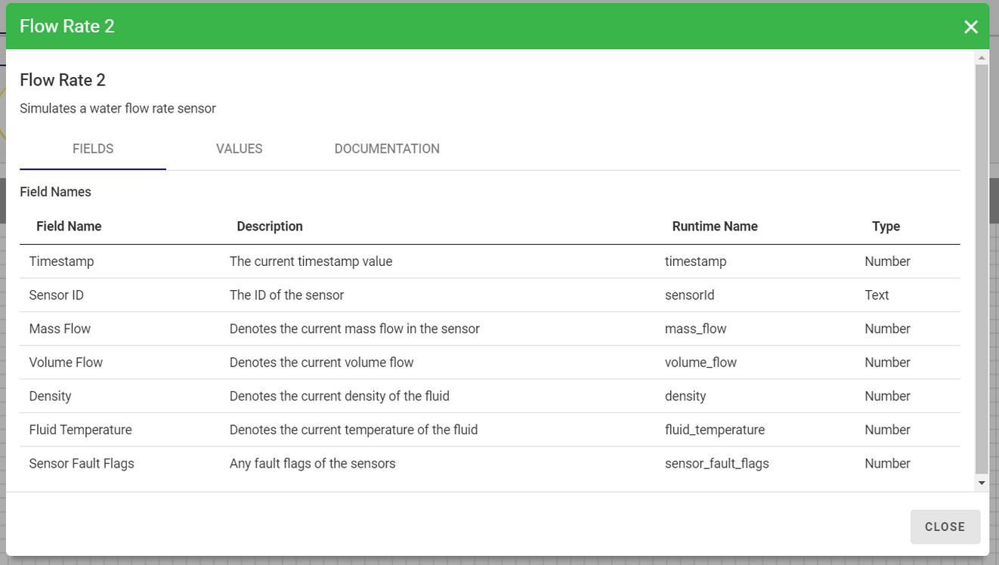 Flow Rate 2
Flow Rate 2
Simulates a water flow rate sensor
FIELDS VALUES DOCUMENTATION
Field Names
Field Name Description Runtime Name Type
Timestamp The current timestamp value timestamp Number
Sensor ID The ID of the sensor sensorId Text
Mass Flow Denotes the current mass flow in the sensor mass_flow Number
Volume Flow Denotes the current volume flow volume_flow Number
Density Denotes the current density of the fluid density Number
Fluid Temperature Denotes the current temperature of the fluid fluid_temperature Number
Sensor Fault Flags Any fault flags of the sensors sensor_fault_flags Number
CLOSE